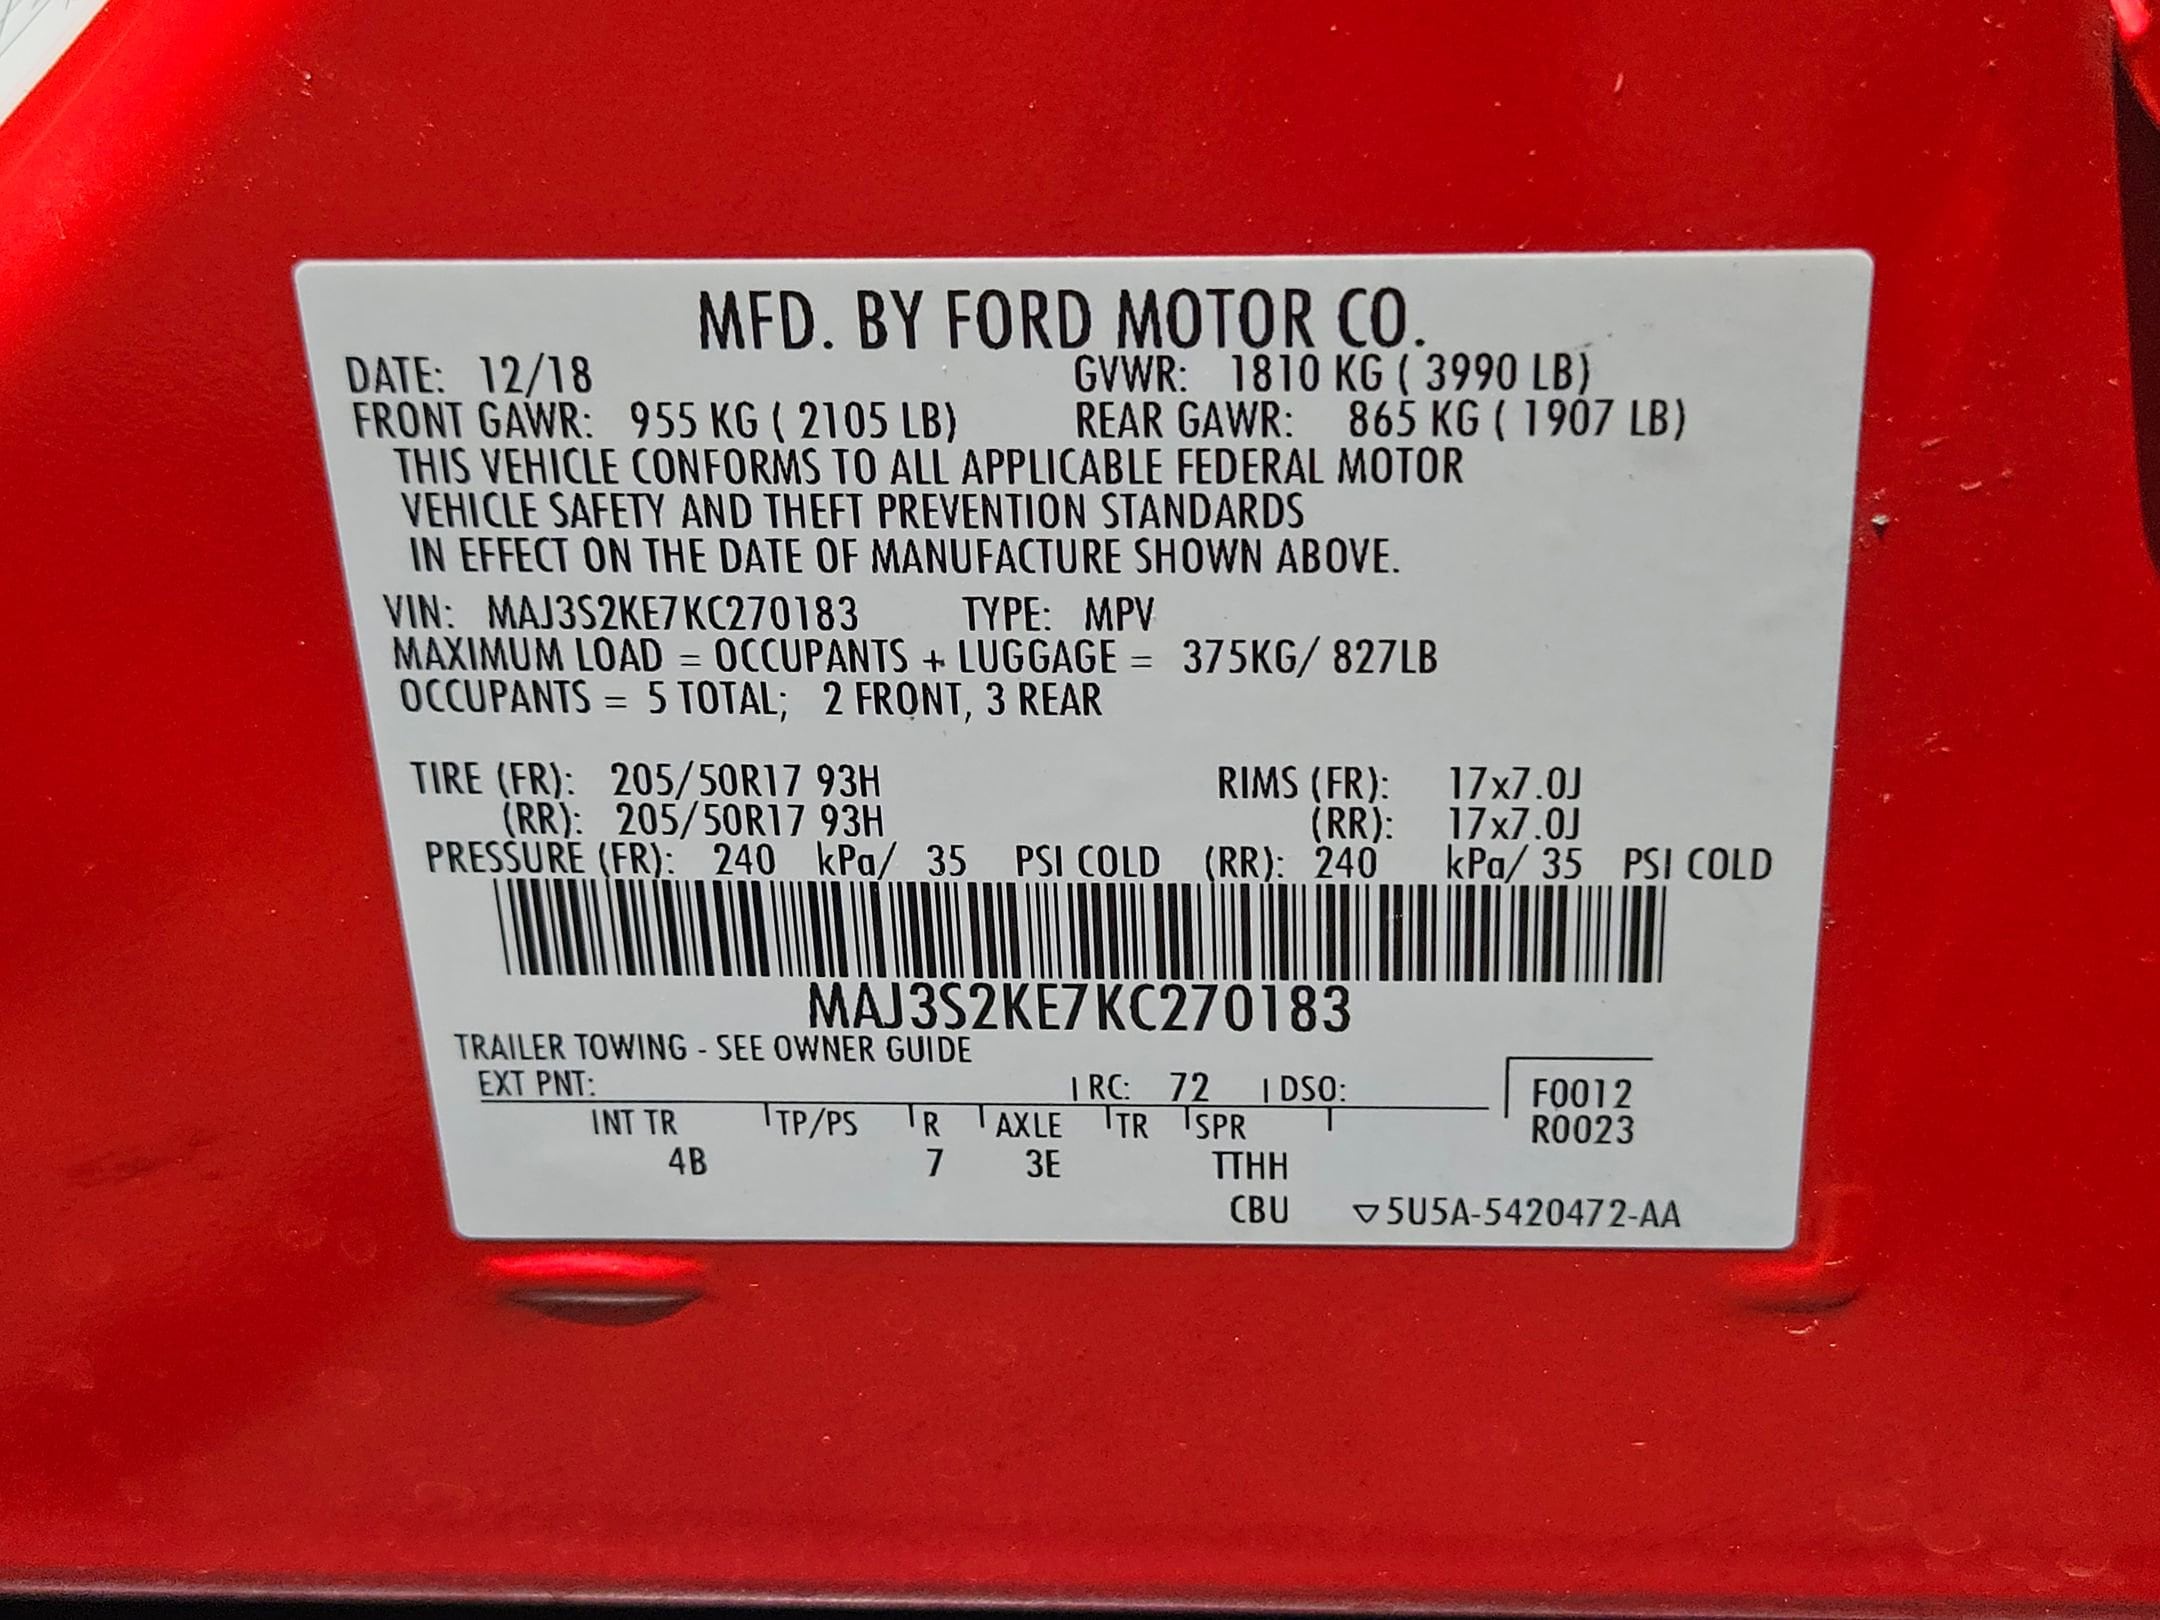 MFD. BY FORD MOTOR CO.
DATE: 12/18 GVWR: 1810 KG ( 3990 LB)
FRONT GAWR: 955 KG ( 2105 LB) REAR GAWR: 865 KG ( 1907 LB)
THIS VEHICLE CONFORMS TO ALL APPLICABLE FEDERAL MOTOR
VEHICLE SAFETY AND THEFT PREVENTION STANDARDS
IN EFFECT ON THE DATE OF MANUFACTURE SHOWN ABOVE.
VIN: MAJ3S2KE7KC270183 TYPE: MPV
MAXIMUM LOAD = OCCUPANTS + LUGGAGE = 375KG/ 827LB
OCCUPANTS = 5 TOTAL; 2 FRONT, 3 REAR
TIRE (FR): 205/50R17 93H RIMS (FR): 17x7.0J
(RR): 205/50R17 93H (RR): 17x7.0J
PRESSURE (FR): 240 kPa/ 35 PSI COLD (RR): 240 kPa/ 35 PSI COLD
MAJ3S2KE7KC270183
TRAILER TOWING - SEE OWNER GUIDE
EXT PNT: RC: 72 DSO: F0012
INT TR TP/PS R AXLE TR SPR R0023
4B 7 3E TTHH
CBU ▽5U5A-5420472-AA